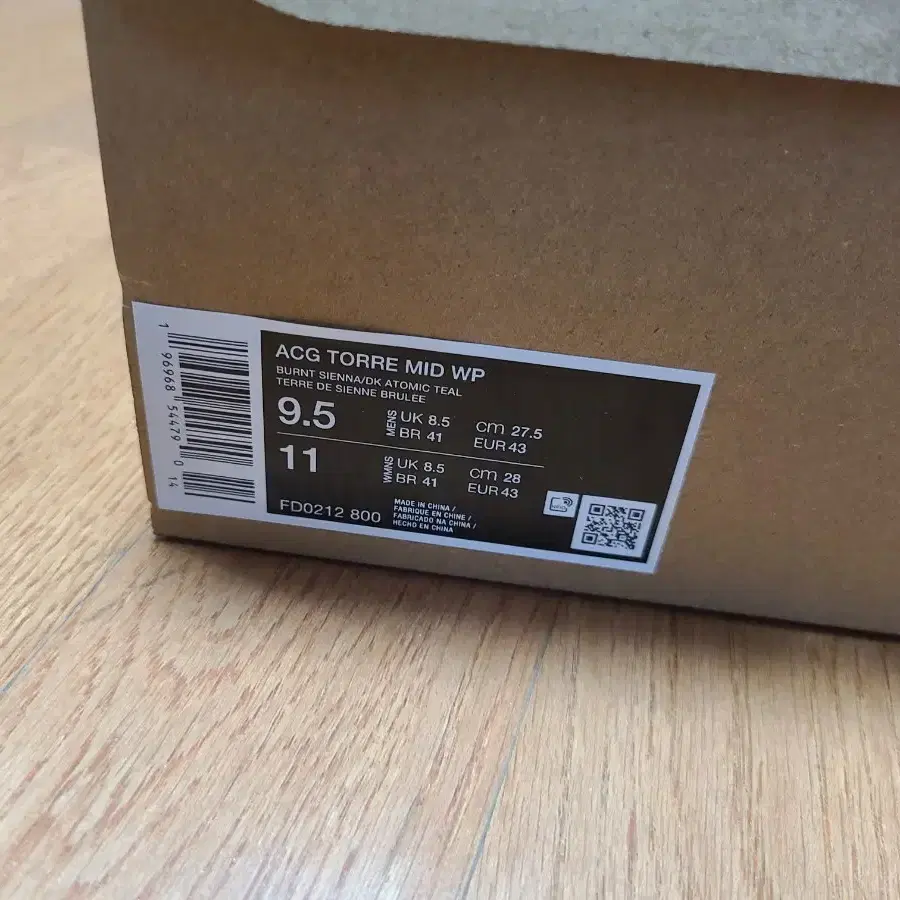 1 96968 54479 0 14
ACG TORRE MID WP
BURNT SIENNA/DK ATOMIC TEAL
TERRE DE SIENNE BRULEE
9.5 MENS UK 8.5 cm 27.5
BR 41 EUR 43
11 WMNS UK 8.5 cm 28
BR 41 EUR 43
FD0212 800
MADE IN CHINA /
FABRIQUE EN CHINE /
FABRICADO NA CHINA /
HECHO EN CHINA